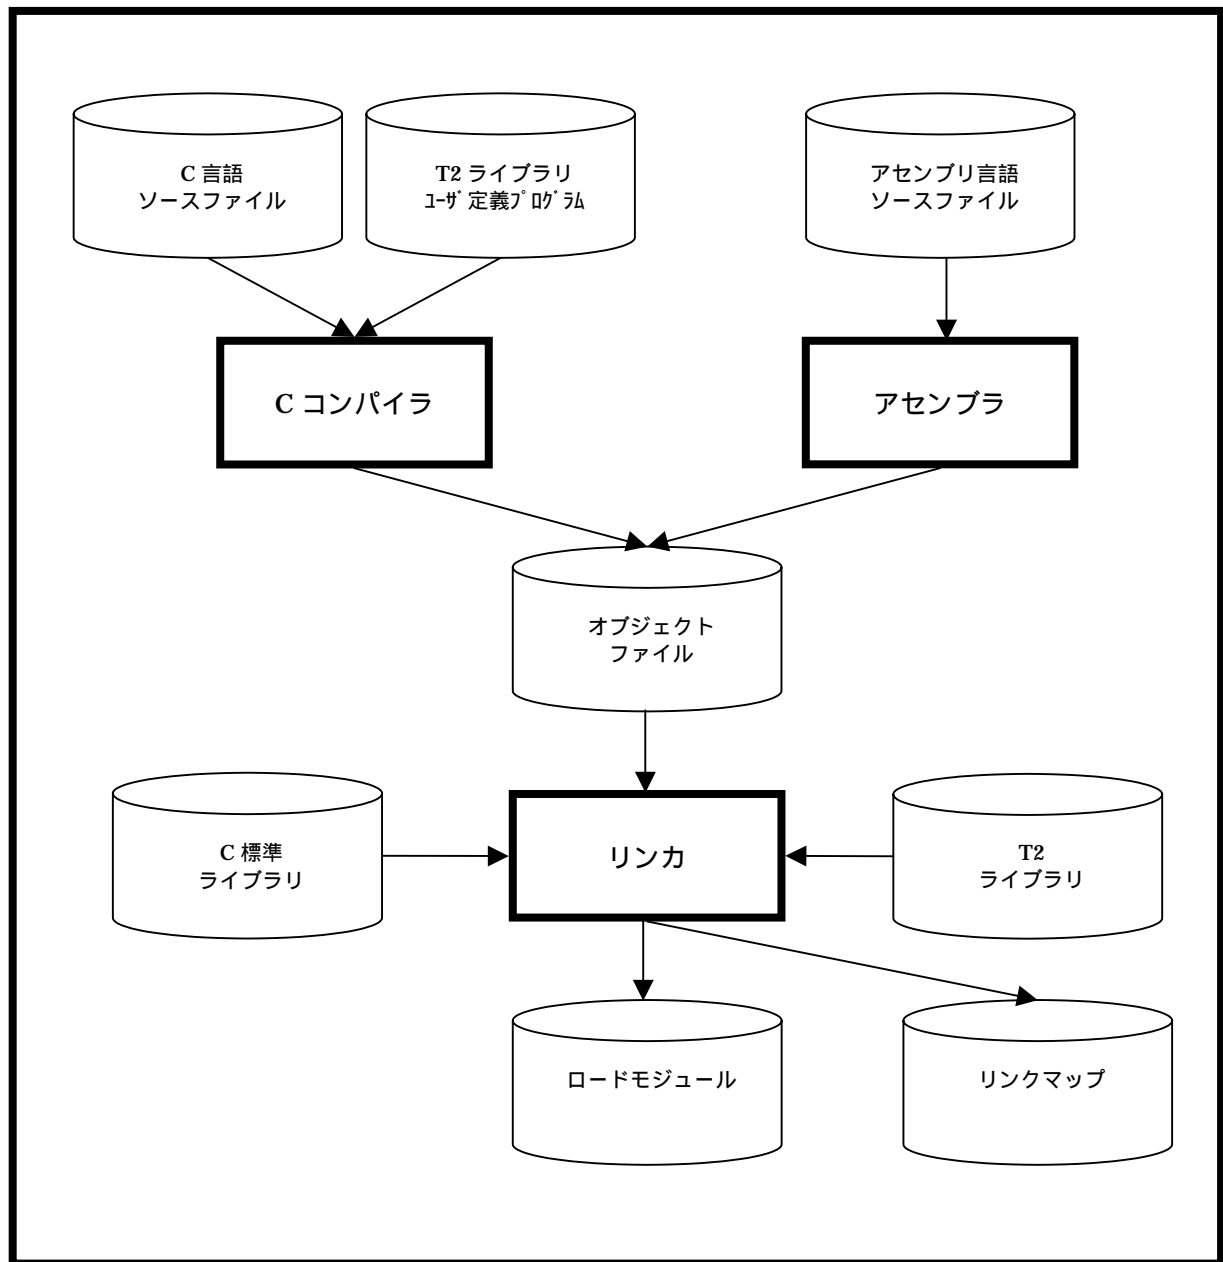 C 言語
ソースファイル
T2 ライブラリ
ﾕｰｻﾞ定義ﾌﾟﾛｸﾞﾗﾑ
アセンブリ言語
ソースファイル
C コンパイラ
アセンブラ
オブジェクト
ファイル
C 標準
ライブラリ
リンカ
T2
ライブラリ
ロードモジュール
リンクマップ